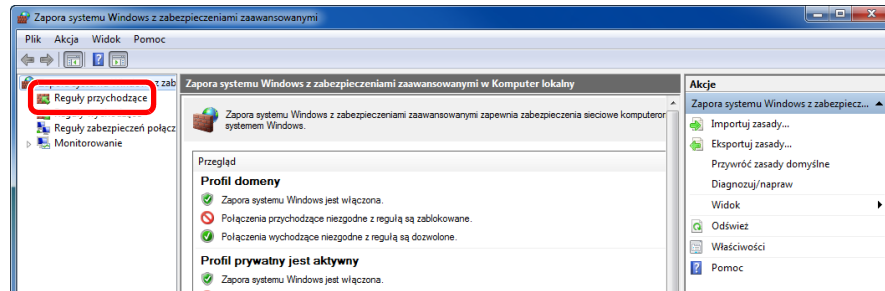 Zapora systemu Windows z zabezpieczeniami zaawansowanymi
Plik Akcja Widok Pomoc
z zab
Reguły przychodzące
Reguły zabezpieczeń połącz
Monitorowanie
Zapora systemu Windows z zabezpieczeniami zaawansowanymi w Komputer lokalny
Zapora systemu Windows z zabezpieczeniami zaawansowanymi zapewnia zabezpieczenia sieciowe komputerom
systemem Windows.
Przegląd
Profil domeny
Zapora systemu Windows jest włączona.
Połączenia przychodzące niezgodne z regułą są zablokowane.
Połączenia wychodzące niezgodne z regułą są dozwolone.
Profil prywatny jest aktywny
Zapora systemu Windows jest włączona.
Akcje
Zapora systemu Windows z zabezpiecz...
Importuj zasady...
Eksportuj zasady...
Przywróć zasady domyślne
Diagnozuj/napraw
Widok
Odśwież
Właściwości
Pomoc